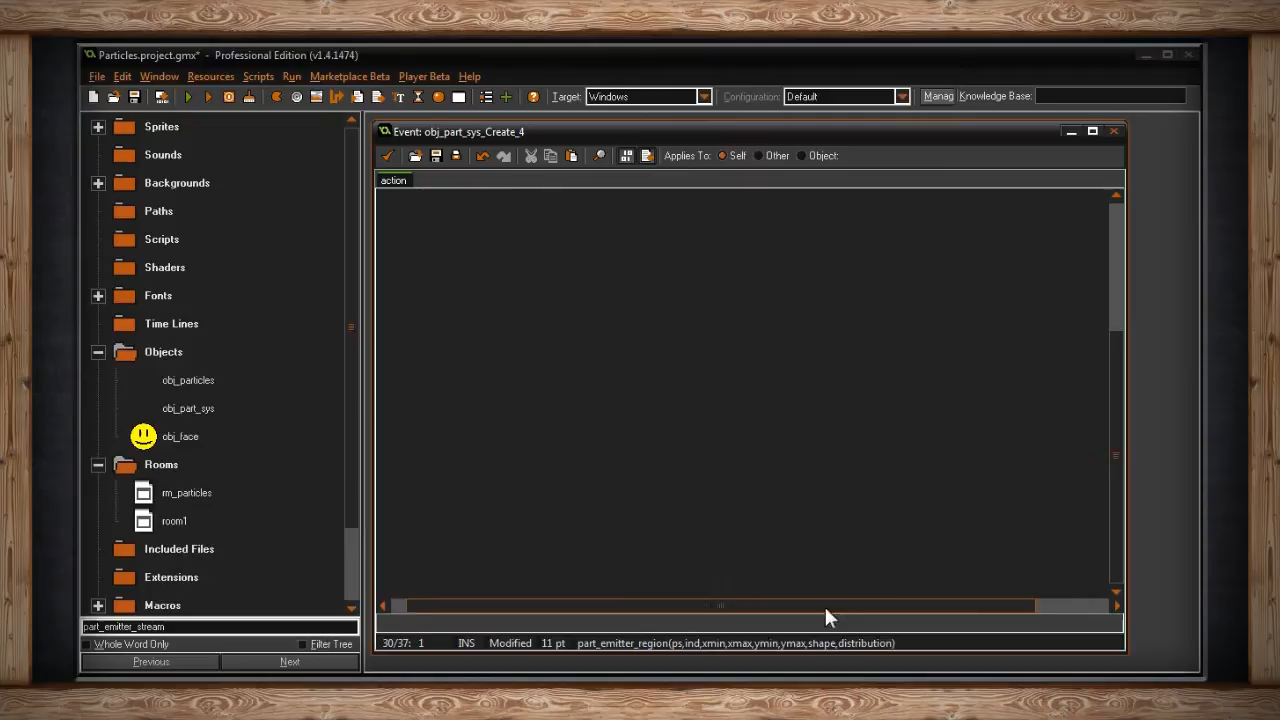 Particles.project.gmx* - Professional Edition (v1.4.1474)
File Edit Window Resources Scripts Run Marketplace Beta Player Beta Help
Target: Windows Configuration: Default Manag Knowledge Base:
Sprites
Sounds
Backgrounds
Paths
Scripts
Shaders
Fonts
Time Lines
Objects
obj_particles
obj_part_sys
obj_face
Rooms
rm_particles
room1
Included Files
Extensions
Macros
part_emitter_stream
Whole Word Only Filter Tree
Previous Next
Event: obj_part_sys_Create_4
Applies To: Self Other Object:
action
30/37: 1 INS Modified 11 pt part_emitter_region(ps,ind,xmin,xmax,ymin,ymax,shape,distribution)